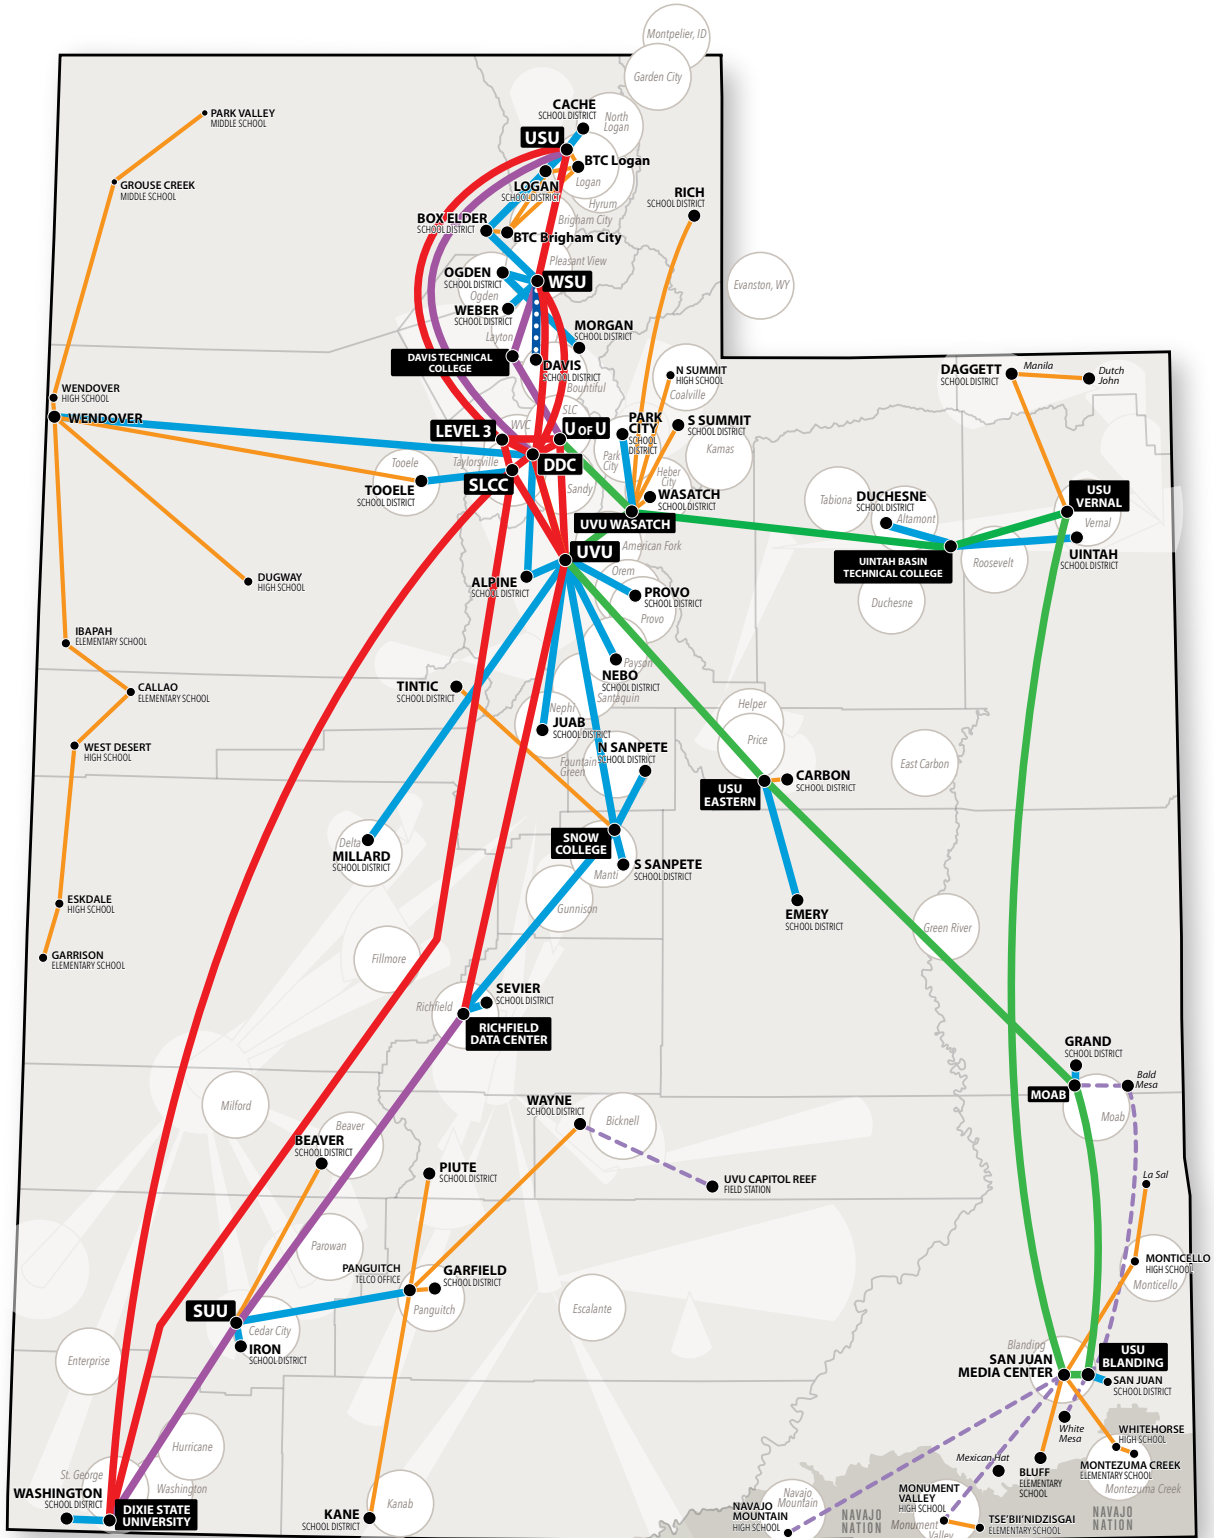 Montpelier, ID
Garden City
CACHE
SCHOOL DISTRICT
North
Logan
PARK VALLEY
MIDDLE SCHOOL
USU
BTC Logan
Logan
GROUSE CREEK
MIDDLE SCHOOL
LOGAN
SCHOOL DISTRICT
RICH
SCHOOL DISTRICT
Hyrum
BOX ELDER
SCHOOL DISTRICT
Brigham City
BTC Brigham City
Pleasant View
OGDEN
SCHOOL DISTRICT
WSU
Evanston, WY
Ogden
WEBER
SCHOOL DISTRICT
MORGAN
SCHOOL DISTRICT
Layton
DAVIS TECHNICAL
COLLEGE
DAVIS
SCHOOL DISTRICT
Bountiful
N SUMMIT
HIGH SCHOOL
Coalville
DAGGETT
SCHOOL DISTRICT
Manila
Dutch
John
WENDOVER
HIGH SCHOOL
WENDOVER
SLC
WVC
LEVEL 3
U OF U
PARK
CITY
SCHOOL
DISTRICT
S SUMMIT
SCHOOL DISTRICT
Park
City
Kamas
Tooele
Taylorsville
DDC
SLCC
Sandy
Heber
City
TOOELE
SCHOOL DISTRICT
WASATCH
SCHOOL DISTRICT
UVU WASATCH
Tabiona
DUCHESNE
SCHOOL DISTRICT
Altamont
USU
VERNAL
Vernal
UVU
American Fork
UINTAH BASIN
TECHNICAL COLLEGE
Roosevelt
UINTAH
SCHOOL DISTRICT
DUGWAY
HIGH SCHOOL
ALPINE
SCHOOL DISTRICT
Orem
PROVO
SCHOOL DISTRICT
Provo
Duchesne
IBAPAH
ELEMENTARY SCHOOL
Payson
NEBO
SCHOOL DISTRICT
CALLAO
ELEMENTARY SCHOOL
TINTIC
SCHOOL DISTRICT
Santaquin
Nephi
Helper
JUAB
SCHOOL DISTRICT
WEST DESERT
HIGH SCHOOL
N SANPETE
SCHOOL DISTRICT
Price
Fountain
Green
East Carbon
USU
EASTERN
CARBON
SCHOOL DISTRICT
Delta
MILLARD
SCHOOL DISTRICT
SNOW
COLLEGE
S SANPETE
SCHOOL DISTRICT
Manti
ESKDALE
HIGH SCHOOL
Gunnison
EMERY
SCHOOL DISTRICT
Green River
GARRISON
ELEMENTARY SCHOOL
Fillmore
SEVIER
SCHOOL DISTRICT
Richfield
RICHFIELD
DATA CENTER
GRAND
SCHOOL DISTRICT
Bald
Mesa
MOAB
Moab
Milford
WAYNE
SCHOOL DISTRICT
Bicknell
Beaver
BEAVER
SCHOOL DISTRICT
PIUTE
SCHOOL DISTRICT
UVU CAPITOL REEF
FIELD STATION
La Sal
Parowan
PANGUITCH
TELCO OFFICE
GARFIELD
SCHOOL DISTRICT
MONTICELLO
HIGH SCHOOL
Monticello
SUU
Panguitch
Escalante
Cedar City
IRON
SCHOOL DISTRICT
Enterprise
Blanding
SAN JUAN
MEDIA CENTER
USU
BLANDING
SAN JUAN
SCHOOL DISTRICT
White
Mesa
WHITEHORSE
HIGH SCHOOL
Hurricane
Mexican Hat
BLUFF
ELEMENTARY
SCHOOL
MONTEZUMA CREEK
ELEMENTARY SCHOOL
Montezuma Creek
St. George
Washington
WASHINGTON
SCHOOL DISTRICT
DIXIE STATE
UNIVERSITY
KANE
SCHOOL DISTRICT
Kanab
Navajo
Mountain
NAVAJO
MOUNTAIN
HIGH SCHOOL
NAVAJO
NATION
MONUMENT
VALLEY
HIGH SCHOOL
Monument
Valley
TSE'BII'NIDZISGAI
ELEMENTARY SCHOOL
NAVAJO
NATION